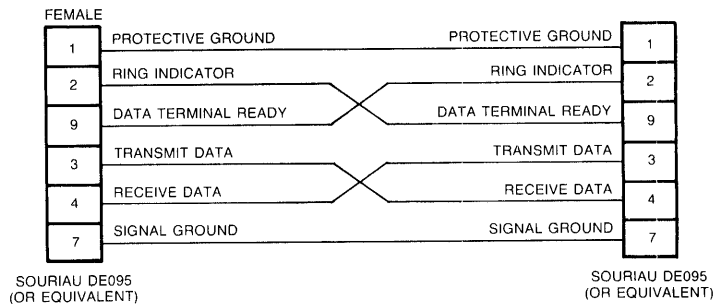 FEMALE
1 PROTECTIVE GROUND PROTECTIVE GROUND 1
2 RING INDICATOR RING INDICATOR 2
9 DATA TERMINAL READY DATA TERMINAL READY 9
3 TRANSMIT DATA TRANSMIT DATA 3
4 RECEIVE DATA RECEIVE DATA 4
7 SIGNAL GROUND SIGNAL GROUND 7
SOURIAU DE095 SOURIAU DE095
(OR EQUIVALENT) (OR EQUIVALENT)